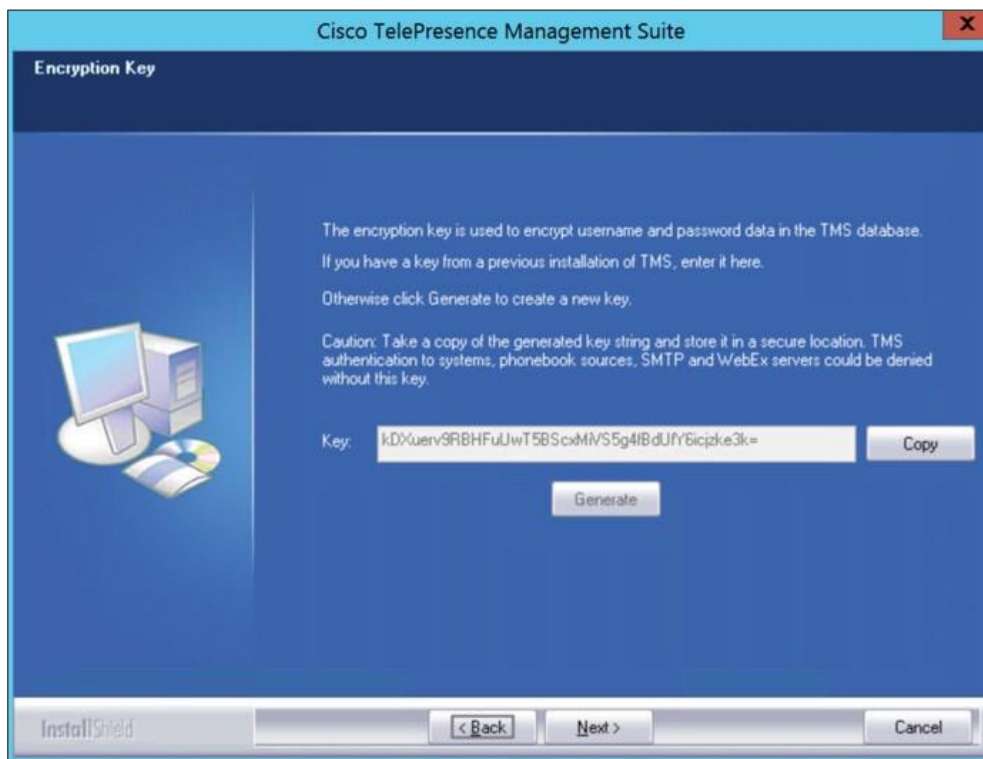 Cisco TelePresence Management Suite
X
Encryption Key
The encryption key is used to encrypt username and password data in the TMS database.
If you have a key from a previous installation of TMS, enter it here.
Otherwise click Generate to create a new key.
Caution: Take a copy of the generated key string and store it in a secure location. TMS
authentication to systems, phonebook sources, SMTP and WebEx servers could be denied
without this key.
Key: kDXuerv9RBHFuUwT5BScxMiVS5g4fBdUfY6icjzke3k= Copy
Generate
InstallShield < Back Next > Cancel